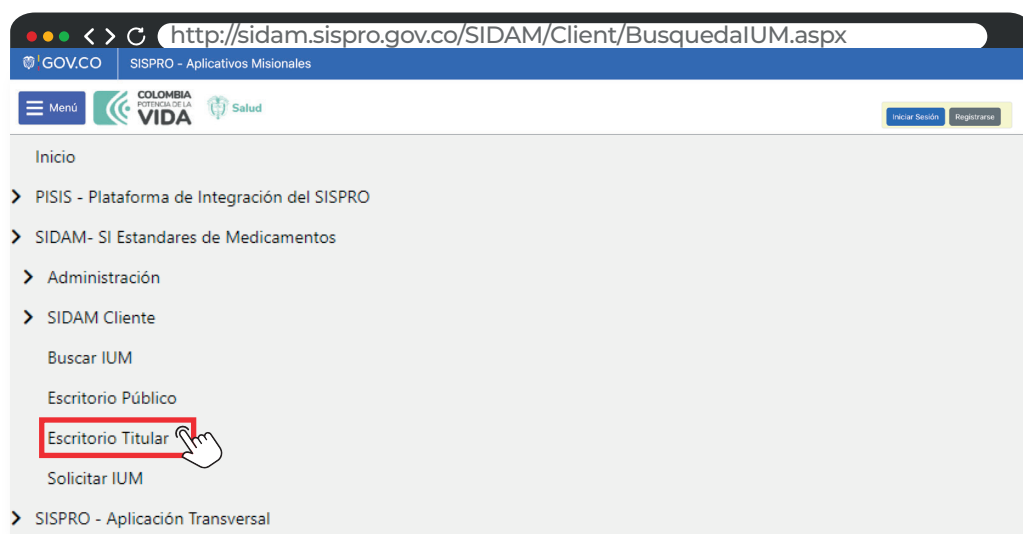 http://sidam.sispro.gov.co/SIDAM/Client/BusquedaIUM.aspx
GOV.CO SISPRO - Aplicativos Misionales
Menú
COLOMBIA
POTENCIA DE LA
VIDA
Salud
Iniciar Sesión Registrarse
Inicio
PISIS - Plataforma de Integración del SISPRO
SIDAM- SI Estandares de Medicamentos
Administración
SIDAM Cliente
Buscar IUM
Escritorio Público
Escritorio Titular
Solicitar IUM
SISPRO - Aplicación Transversal